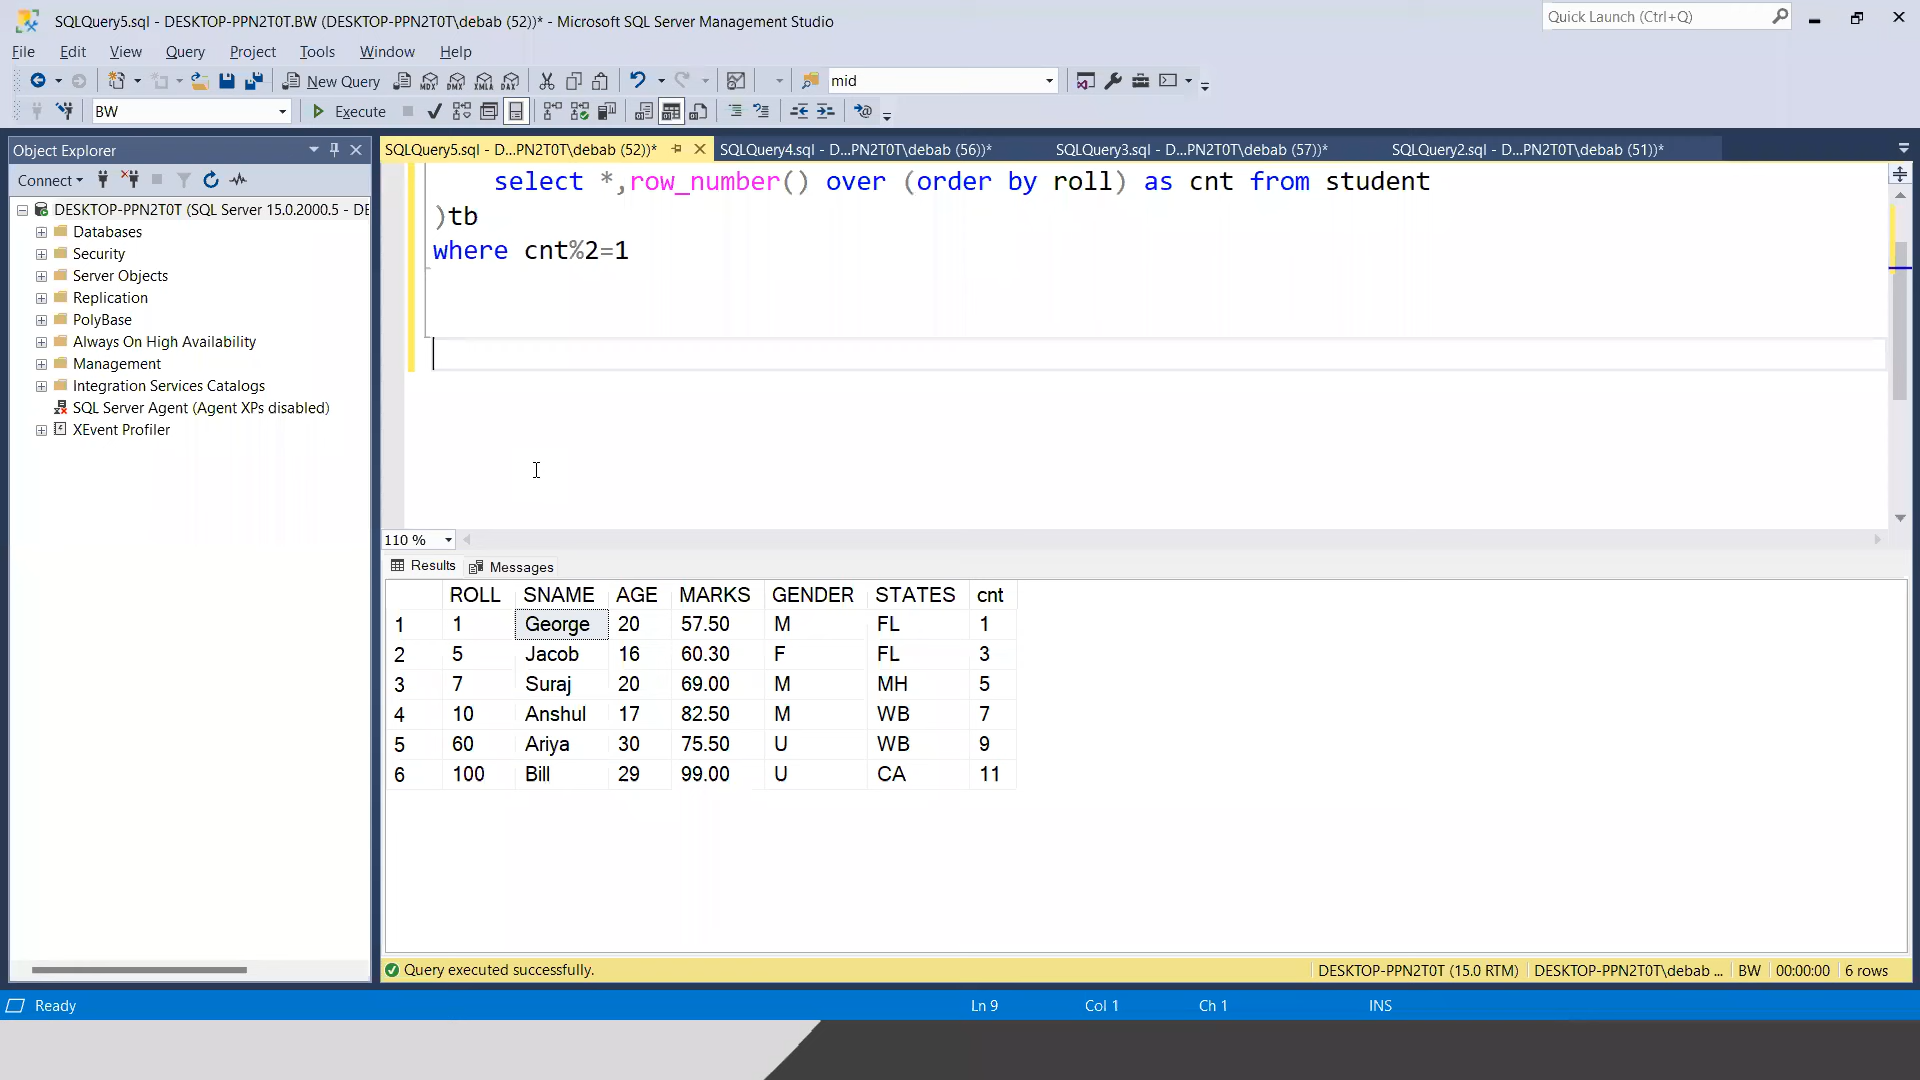 SQLQuery5.sql - DESKTOP-PPN2T0T.BW (DESKTOP-PPN2T0T\debab (52))* - Microsoft SQL Server Management Studio
Quick Launch (Ctrl+Q)
File Edit View Query Project Tools Window Help
New Query MDX DMX XMLA DAX mid
BW Execute
Object Explorer
Connect
DESKTOP-PPN2T0T (SQL Server 15.0.2000.5 - DE
Databases
Security
Server Objects
Replication
PolyBase
Always On High Availability
Management
Integration Services Catalogs
SQL Server Agent (Agent XPs disabled)
XEvent Profiler
SQLQuery5.sql - D...PN2T0T\debab (52))* SQLQuery4.sql - D...PN2T0T\debab (56))* SQLQuery3.sql - D...PN2T0T\debab (57))* SQLQuery2.sql - D...PN2T0T\debab (51))*
select *,row_number() over (order by roll) as cnt from student
)tb
where cnt%2=1
110 %
Results Messages
ROLL SNAME AGE MARKS GENDER STATES cnt
1 1 George 20 57.50 M FL 1
2 5 Jacob 16 60.30 F FL 3
3 7 Suraj 20 69.00 M MH 5
4 10 Anshul 17 82.50 M WB 7
5 60 Ariya 30 75.50 U WB 9
6 100 Bill 29 99.00 U CA 11
Query executed successfully. DESKTOP-PPN2T0T (15.0 RTM) DESKTOP-PPN2T0T\debab ... BW 00:00:00 6 rows
Ready Ln 9 Col 1 Ch 1 INS